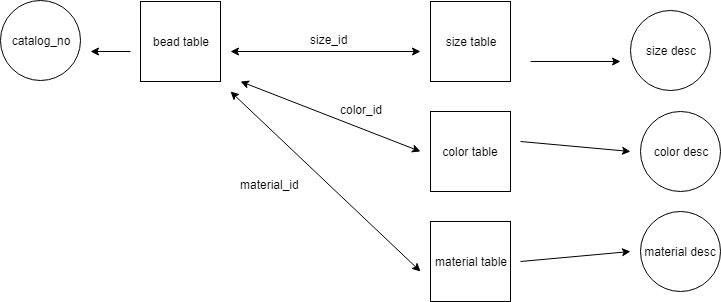 catalog_no
bead table
size_id
size table
size desc
color_id
color table
color desc
material_id
material table
material desc